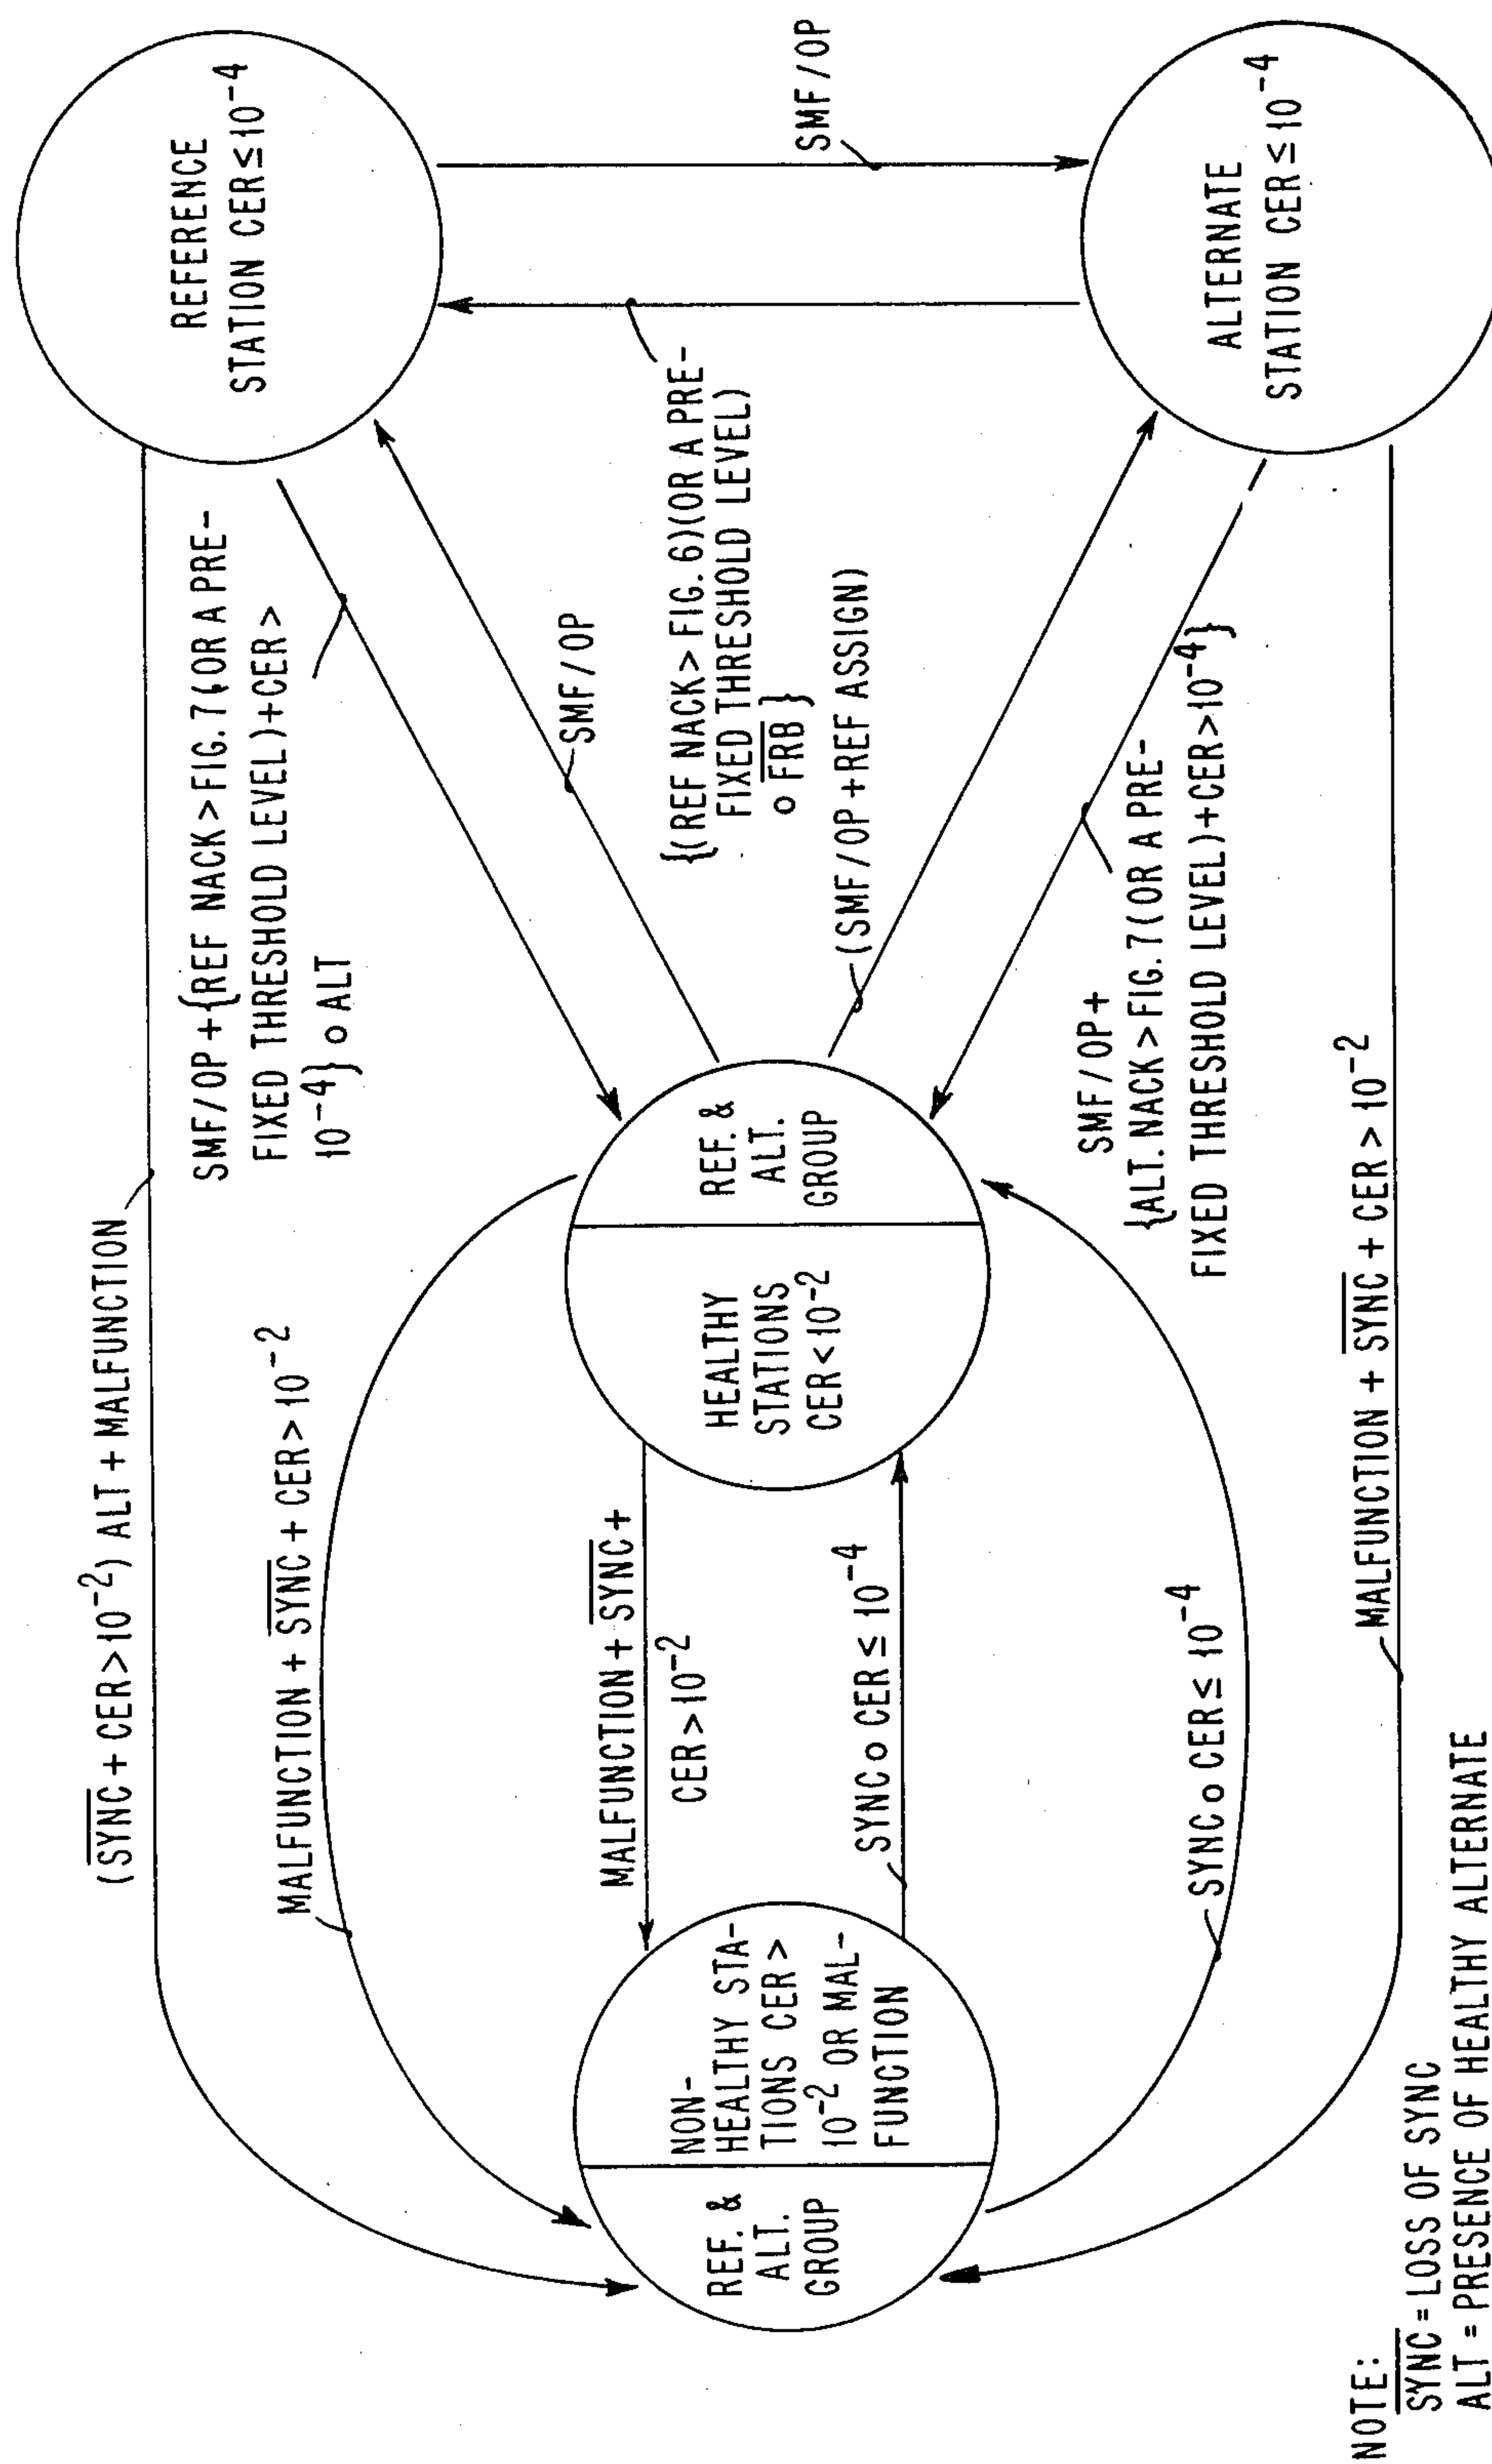 (SYNC + CER > 10⁻²) ALT + MALFUNCTION
REFERENCE
STATION CER ≤ 10⁻⁴
SMF/OP + {REF NACK > FIG. 7 (OR A PRE-
FIXED THRESHOLD LEVEL) + CER >
10⁻⁴} o ALT
MALFUNCTION + S̅Y̅N̅C̅ + CER > 10⁻²
SMF/OP
MALFUNCTION + S̅Y̅N̅C̅ +
CER > 10⁻²
NON-
HEALTHY STA-
TIONS CER >
10⁻² OR MAL-
FUNCTION
REF. &
ALT.
GROUP
HEALTHY
STATIONS
CER < 10⁻²
REF. &
ALT.
GROUP
{(REF NACK > FIG. 6)(OR A PRE-
FIXED THRESHOLD LEVEL)
o F̅R̅B̅ }
SMF/OP
(SMF/OP + REF ASSIGN)
SYNC o CER ≤ 10⁻⁴
SMF/OP +
{ALT. NACK > FIG. 7 (OR A PRE-
FIXED THRESHOLD LEVEL) + CER > 10⁻⁴}
SYNC o CER ≤ 10⁻⁴
ALTERNATE
STATION CER ≤ 10⁻⁴
MALFUNCTION + S̅Y̅N̅C̅ + CER > 10⁻²
NOTE:
S̅Y̅N̅C̅ = LOSS OF SYNC
ALT = PRESENCE OF HEALTHY ALTERNATE